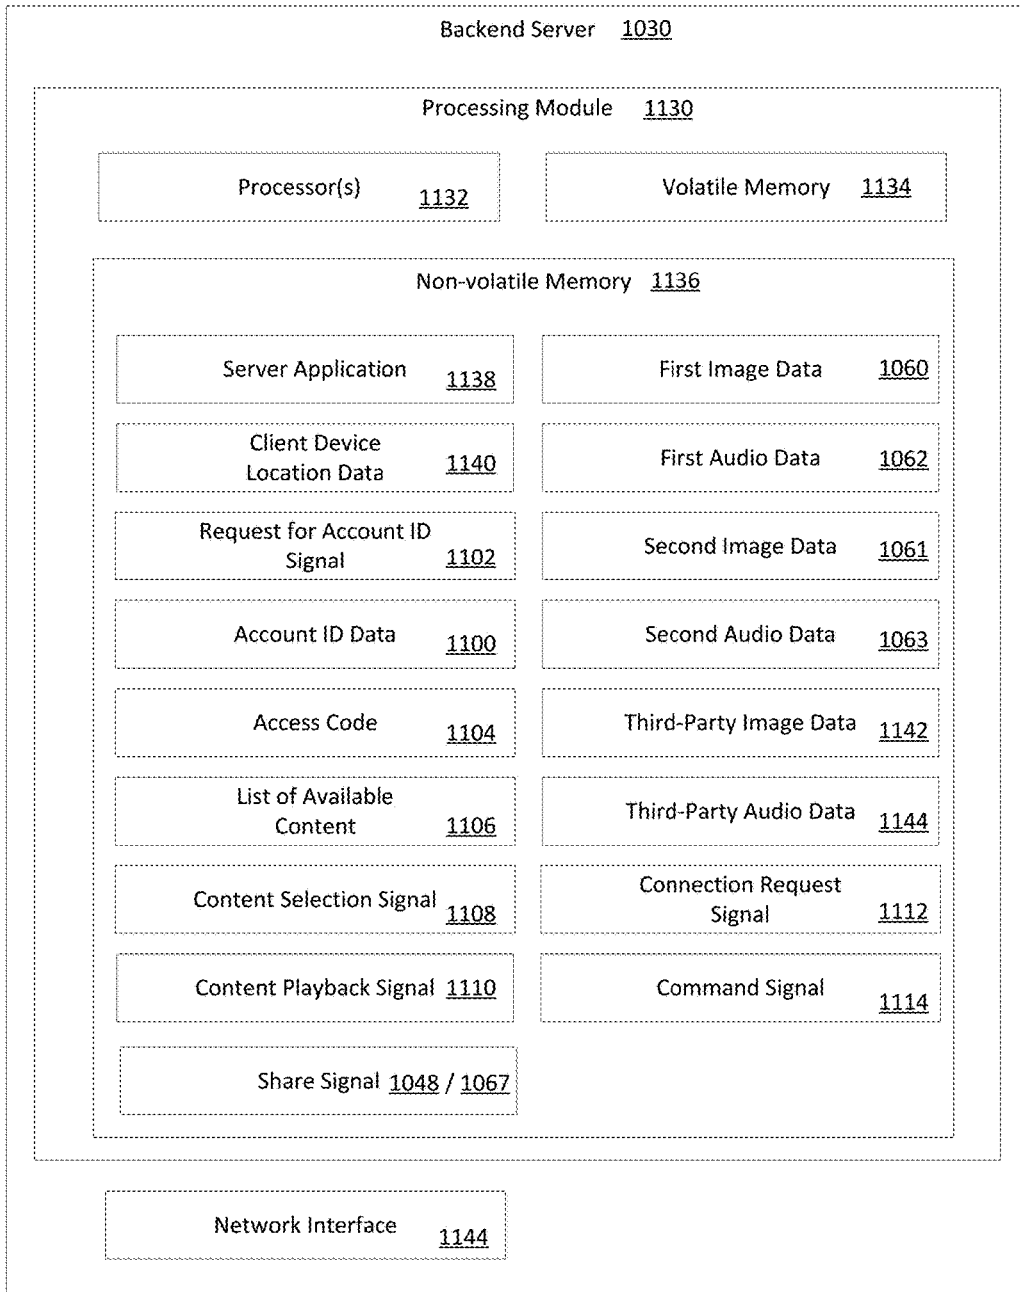 Backend Server 1030
Processing Module 1130
Processor(s) 1132
Volatile Memory 1134
Non-volatile Memory 1136
Server Application 1138
First Image Data 1060
Client Device
Location Data 1140
First Audio Data 1062
Request for Account ID
Signal 1102
Second Image Data 1061
Account ID Data 1100
Second Audio Data 1063
Access Code 1104
Third-Party Image Data 1142
List of Available
Content 1106
Third-Party Audio Data 1144
Content Selection Signal 1108
Connection Request
Signal 1112
Content Playback Signal 1110
Command Signal 1114
Share Signal 1048 / 1067
Network Interface 1144